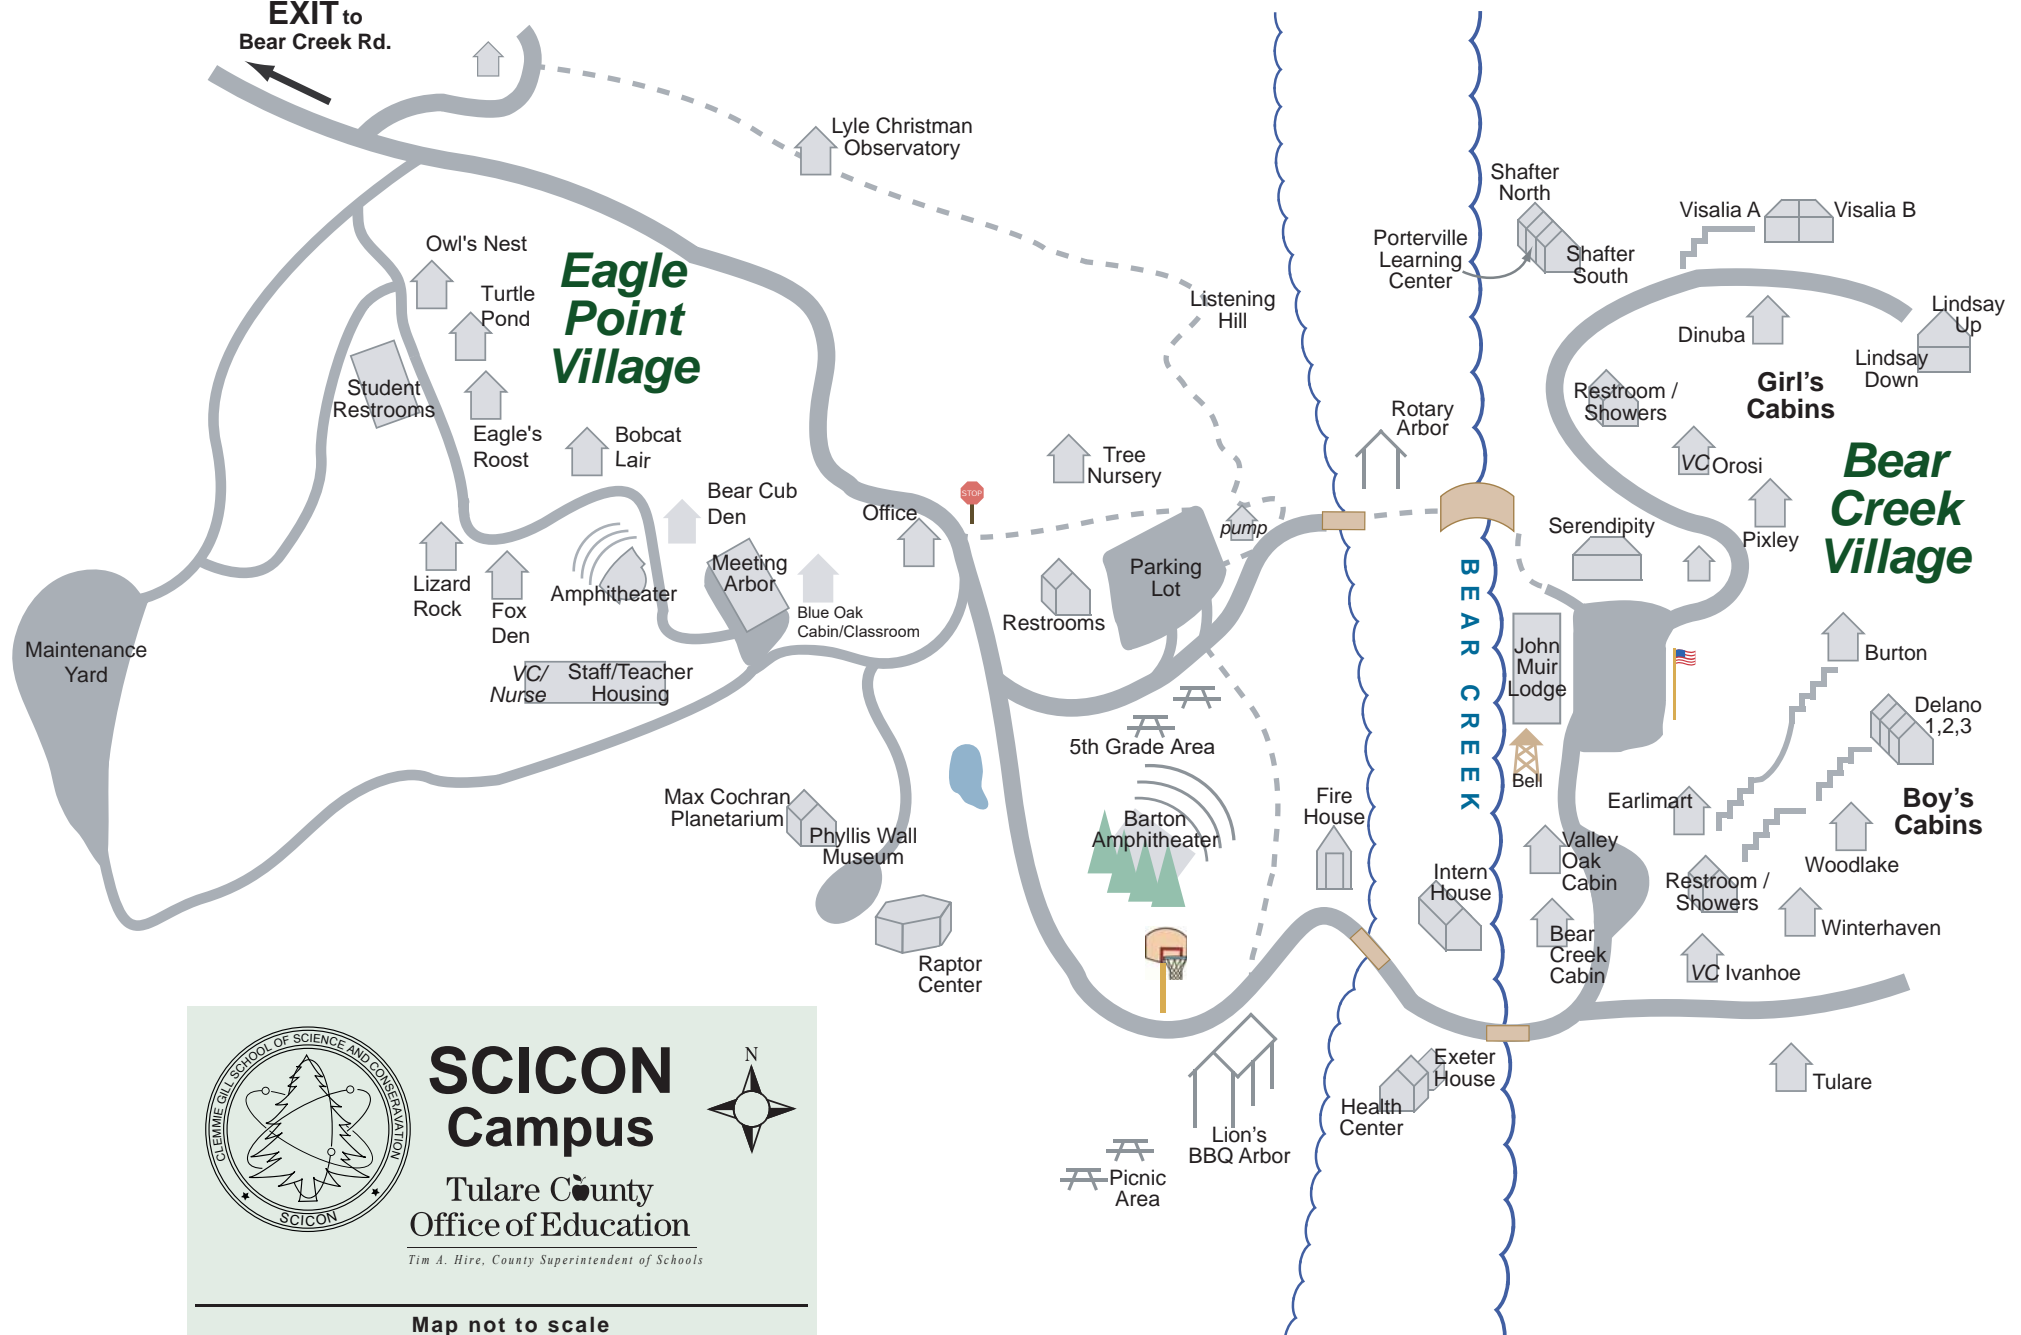 EXIT to
Bear Creek Rd.
Lyle Christman
Observatory
Shafter
North
Visalia A
Visalia B
Porterville
Learning
Center
Shafter
South
Owl's Nest
Turtle
Pond
Eagle
Point
Village
Listening
Hill
Lindsay
Up
Dinuba
Lindsay
Down
Student
Restrooms
Girl's
Cabins
Restroom /
Showers
Rotary
Arbor
Eagle's
Roost
Bobcat
Lair
Tree
Nursery
VC Orosi
Bear
Creek
Village
Bear Cub
Den
Office
STOP
pump
Serendipity
Pixley
Meeting
Arbor
Parking
Lot
Lizard
Rock
Fox
Den
Amphitheater
Blue Oak
Cabin/Classroom
Restrooms
BEAR CREEK
John
Muir
Lodge
Burton
Maintenance
Yard
VC/
Nurse
Staff/Teacher
Housing
Delano
1,2,3
5th Grade Area
Bell
Max Cochran
Planetarium
Phyllis Wall
Museum
Barton
Amphitheater
Fire
House
Earlimart
Boy's
Cabins
Valley
Oak
Cabin
Woodlake
Intern
House
Restroom /
Showers
Winterhaven
Bear
Creek
Cabin
VC Ivanhoe
Raptor
Center
Exeter
House
Tulare
Health
Center
Lion's
BBQ Arbor
Picnic
Area
CLEMMIE GILL SCHOOL OF SCIENCE AND CONSERAVATION
SCICON
SCICON
Campus
N
Tulare County
Office of Education
Tim A. Hire, County Superintendent of Schools
Map not to scale